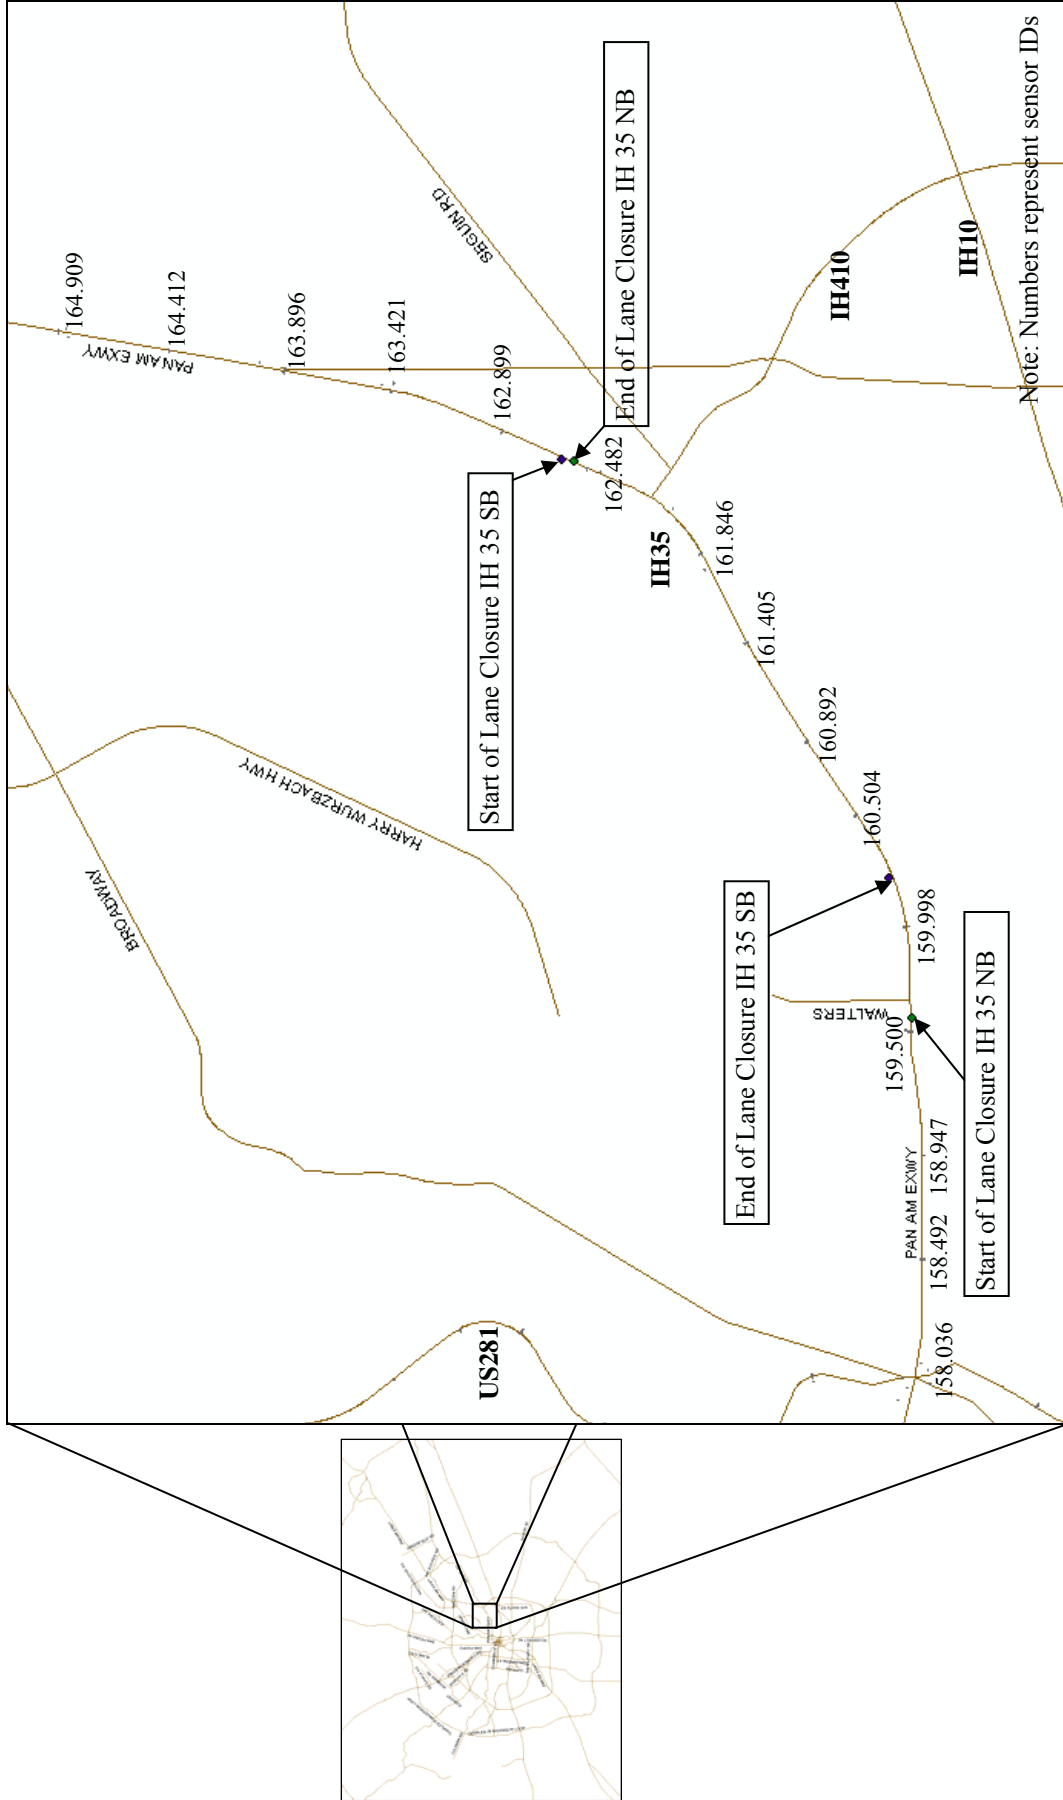 164.909
164.412
163.896
163.421
162.899
162.482
161.846
161.405
160.892
160.504
159.998
159.500
158.947
158.492
158.036
PAN AM EXWY
SEGUIN RD
End of Lane Closure IH 35 NB
Start of Lane Closure IH 35 SB
IH35
IH410
IH10
Note: Numbers represent sensor IDs
HARRY WURZBACH HWY
BROADWAY
End of Lane Closure IH 35 SB
WALTERS
Start of Lane Closure IH 35 NB
PAN AM EXWY
US281